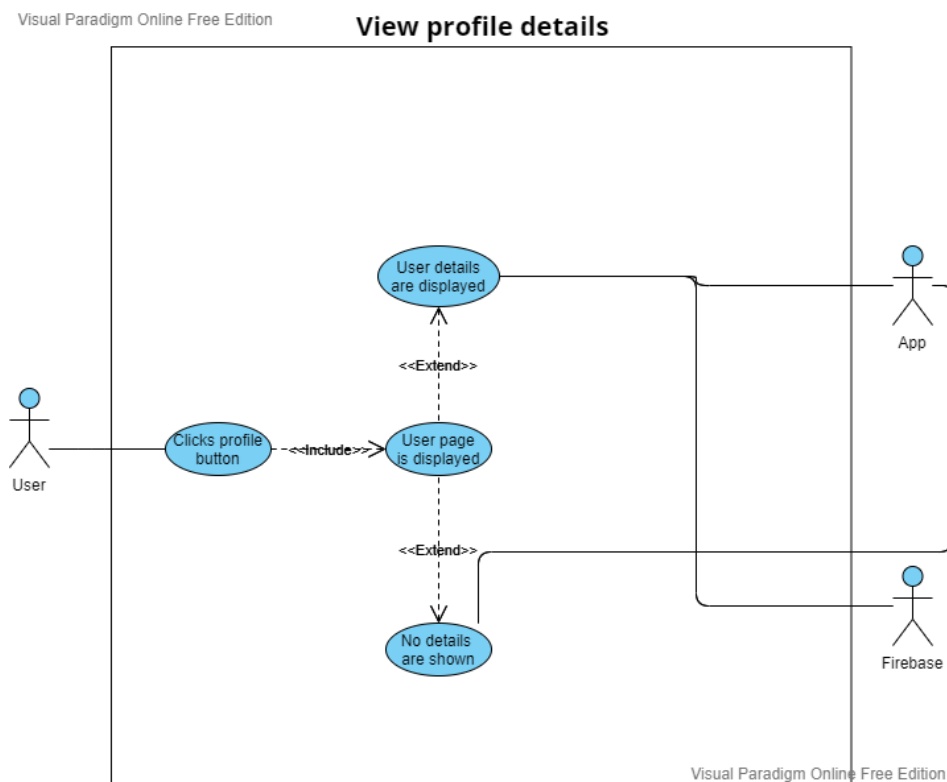 Visual Paradigm Online Free Edition
View profile details
User details
are displayed
App
<<Extend>>
Clicks profile
button
<<Include>>
User page
is displayed
User
<<Extend>>
No details
are shown
Firebase
Visual Paradigm Online Free Edition